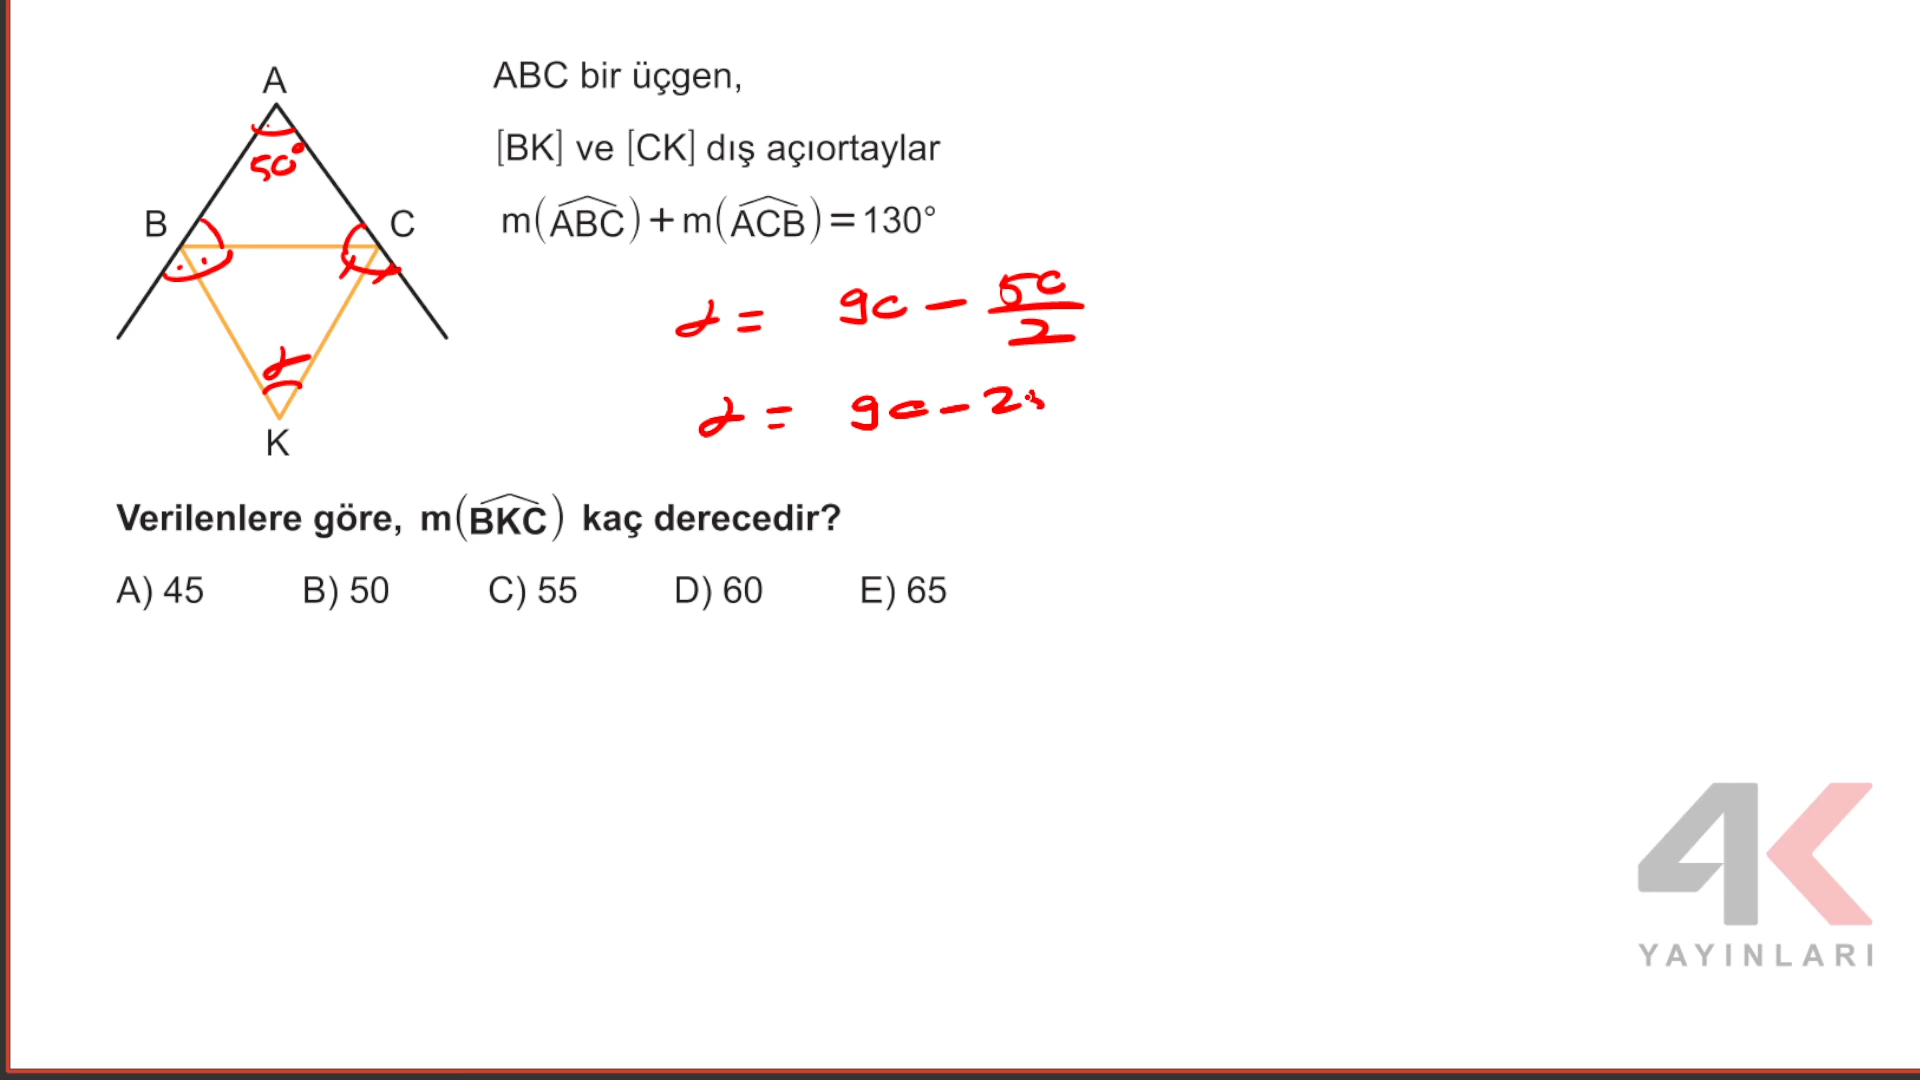 A
ABC bir üçgen,
[BK] ve [CK] dış açıortaylar
50°
B
C
m(ABC) + m(ACB) = 130°
α = 90 - 50/2
α
α = 90 - 2
K
Verilenlere göre, m(BKC) kaç derecedir?
A) 45 B) 50 C) 55 D) 60 E) 65
4K
YAYINLARI